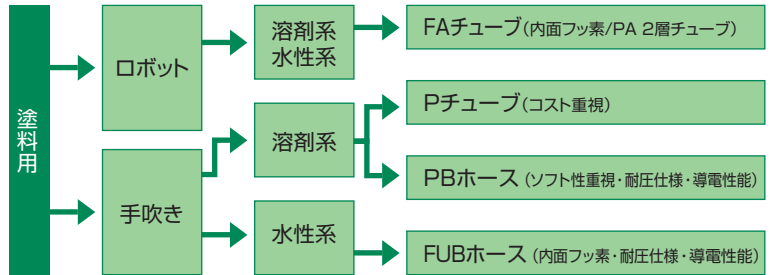 塗料用
ロボット
溶剤系
水性系
FAチューブ(内面フッ素/PA 2層チューブ)
手吹き
溶剤系
Pチューブ(コスト重視)
PBホース(ソフト性重視・耐圧仕様・導電性能)
水性系
FUBホース(内面フッ素・耐圧仕様・導電性能)